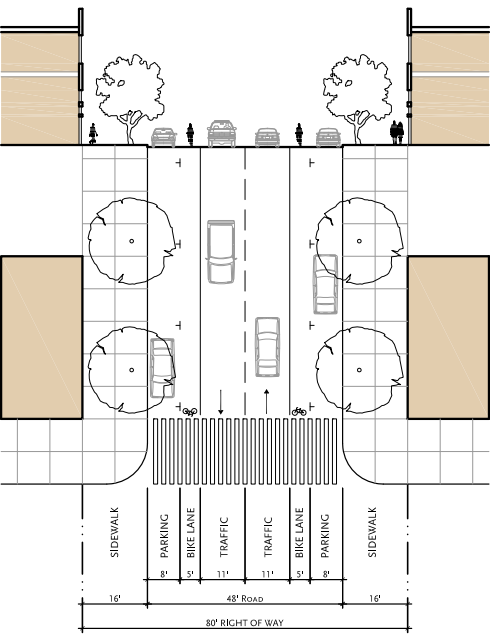 SIDEWALK PARKING BIKE LANE TRAFFIC TRAFFIC BIKE LANE PARKING SIDEWALK
8' 5' 11' 11' 5' 8'
16' 48' ROAD 16'
80' RIGHT OF WAY